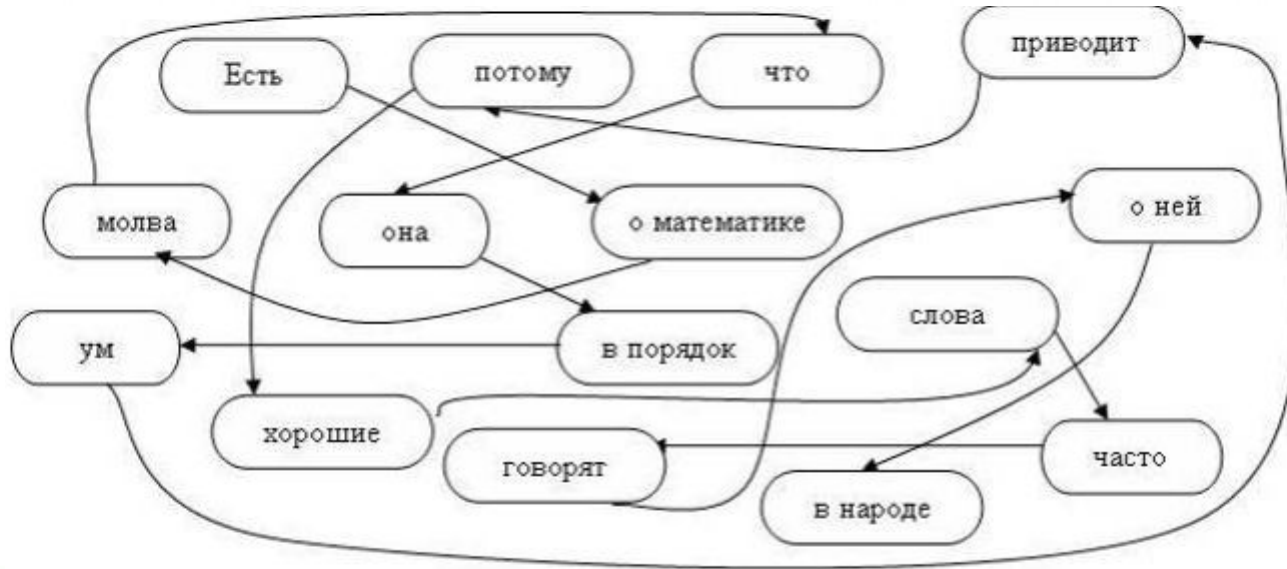 Есть
потому
что
приводит
молва
она
о математике
о ней
слова
ум
в порядок
хорошие
говорят
часто
в народе